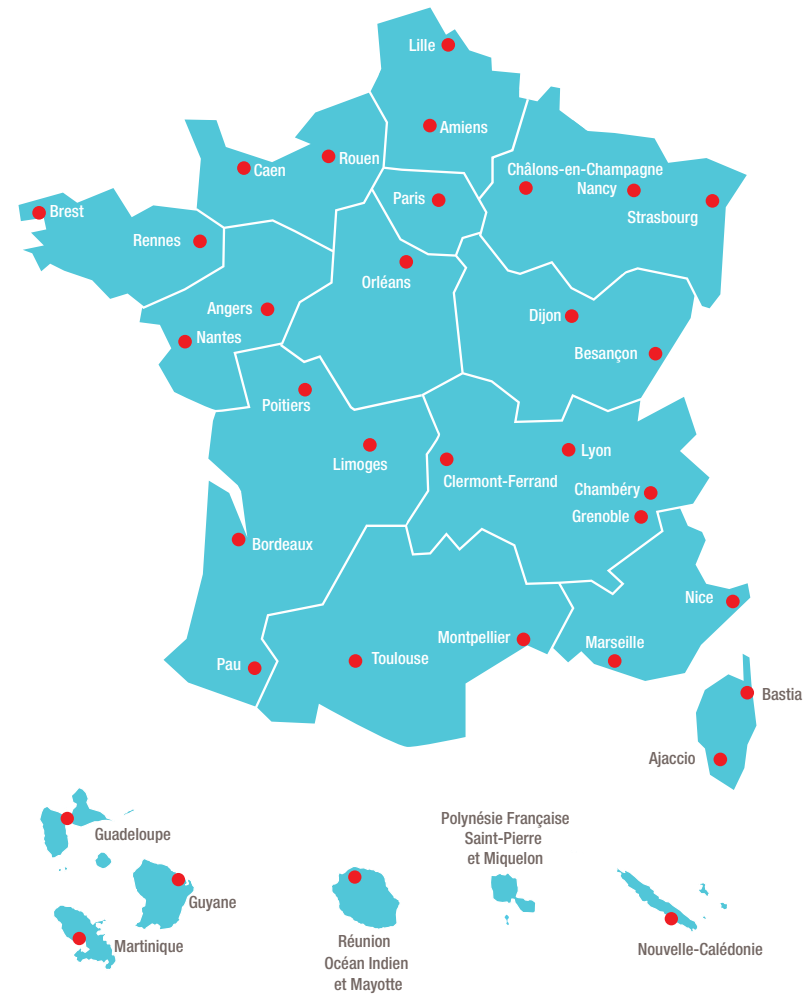 Lille
Amiens
Rouen
Caen
Châlons-en-Champagne
Nancy
Paris
Strasbourg
Brest
Rennes
Orléans
Angers
Dijon
Nantes
Besançon
Poitiers
Lyon
Limoges
Clermont-Ferrand
Chambéry
Grenoble
Bordeaux
Nice
Montpellier
Marseille
Toulouse
Pau
Bastia
Ajaccio
Polynésie Française
Saint-Pierre
et Miquelon
Guadeloupe
Guyane
Martinique
Réunion
Océan Indien
et Mayotte
Nouvelle-Calédonie